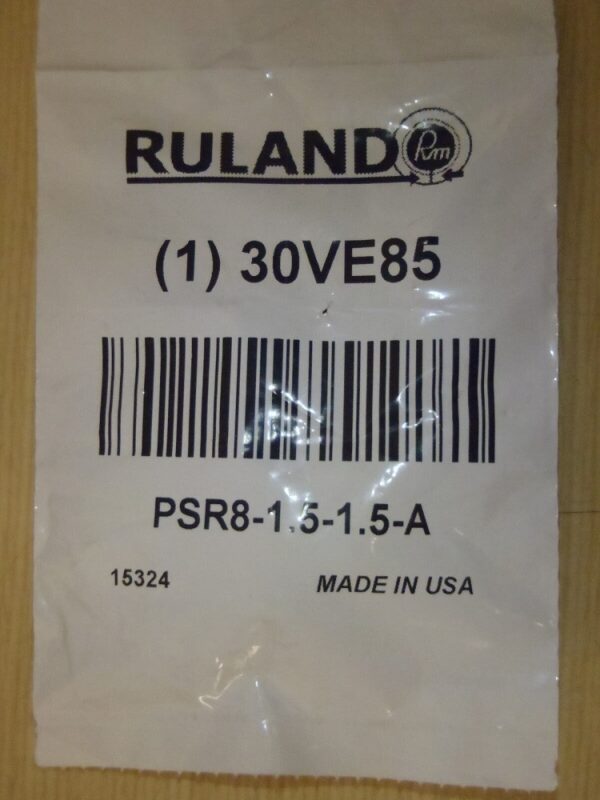 RULAND Rm
(1) 30VE85
PSR8-1.5-1.5-A
15324 MADE IN USA